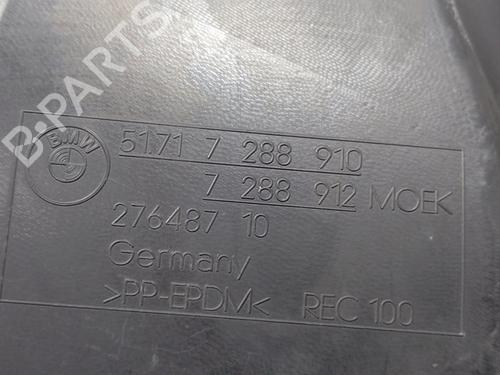 B-PARTS
BMW
51.71 7 288 910
7 288 912 MOEK
276487 10
Germany
>PP-EPDM< REC 100